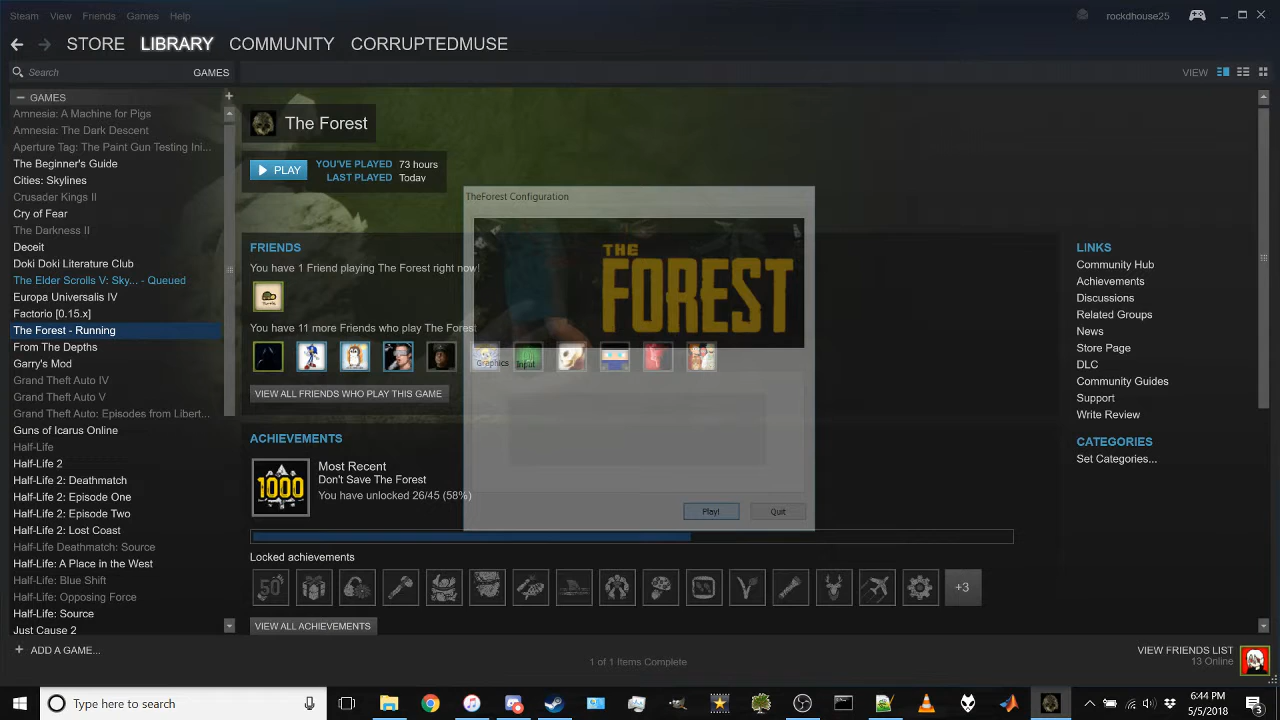 Steam View Friends Games Help
rockdhouse25
STORE LIBRARY COMMUNITY CORRUPTEDMUSE
Search GAMES
VIEW
GAMES
Amnesia: A Machine for Pigs
Amnesia: The Dark Descent
Aperture Tag: The Paint Gun Testing Ini...
The Beginner's Guide
Cities: Skylines
Crusader Kings II
Cry of Fear
The Darkness II
Deceit
Doki Doki Literature Club
The Elder Scrolls V: Sky... - Queued
Europa Universalis IV
Factorio [0.15.x]
The Forest - Running
From The Depths
Garry's Mod
Grand Theft Auto IV
Grand Theft Auto V
Grand Theft Auto: Episodes from Libert...
Guns of Icarus Online
Half-Life
Half-Life 2
Half-Life 2: Deathmatch
Half-Life 2: Episode One
Half-Life 2: Episode Two
Half-Life 2: Lost Coast
Half-Life Deathmatch: Source
Half-Life: A Place in the West
Half-Life: Blue Shift
Half-Life: Opposing Force
Half-Life: Source
Just Cause 2
ADD A GAME...
The Forest
PLAY
YOU'VE PLAYED 73 hours
LAST PLAYED Today
FRIENDS
You have 1 Friend playing The Forest right now!
You have 11 more Friends who play The Forest
VIEW ALL FRIENDS WHO PLAY THIS GAME
ACHIEVEMENTS
1000
Most Recent
Don't Save The Forest
You have unlocked 26/45 (58%)
Locked achievements
50
+3
VIEW ALL ACHIEVEMENTS
TheForest Configuration
THE
FOREST
Graphics Input
Play! Quit
LINKS
Community Hub
Achievements
Discussions
Related Groups
News
Store Page
DLC
Community Guides
Support
Write Review
CATEGORIES
Set Categories...
1 of 1 Items Complete
VIEW FRIENDS LIST
13 Online
Type here to search
6:44 PM
5/5/2018
3